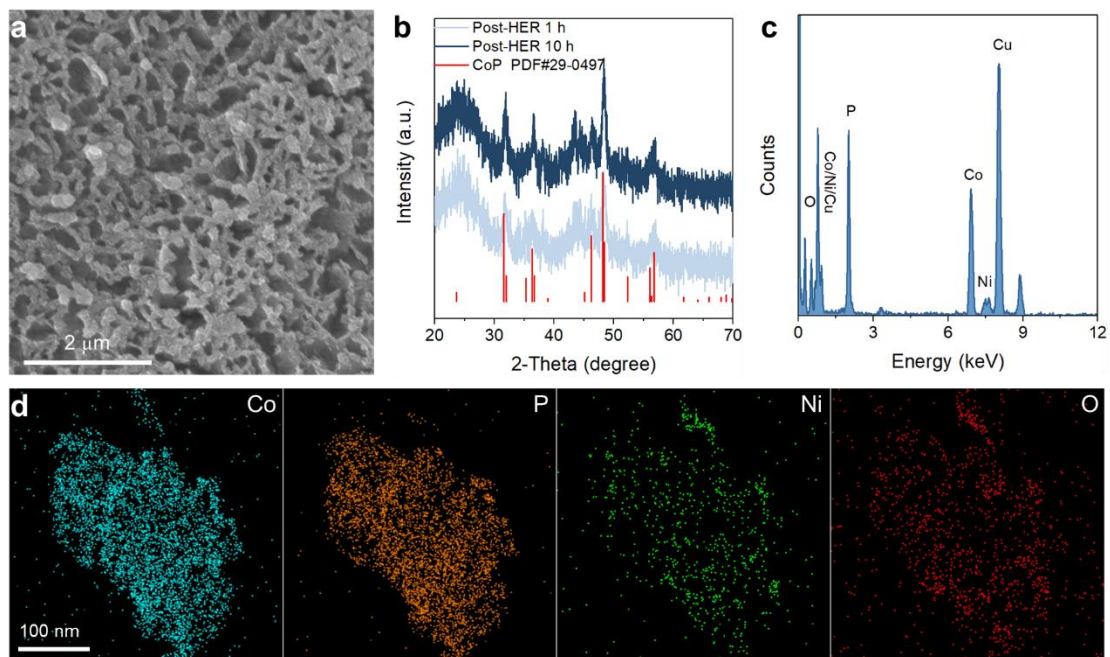 a
2 μm
b
Post-HER 1 h
Post-HER 10 h
CoP PDF#29-0497
Intensity (a.u.)
20 30 40 50 60 70
2-Theta (degree)
c
O
Co/Ni/Cu
P
Co
Ni
Cu
Counts
0 3 6 9 12
Energy (keV)
d
Co
P
Ni
O
100 nm